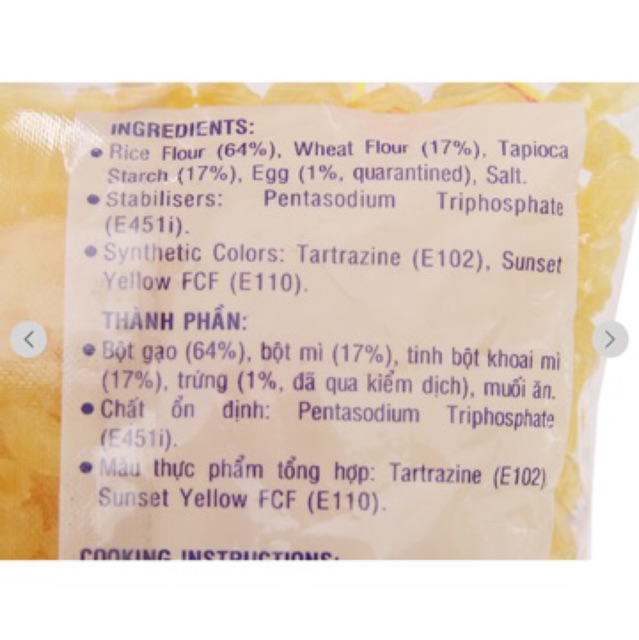 INGREDIENTS:
• Rice Flour (64%), Wheat Flour (17%), Tapioca
Starch (17%), Egg (1%, quarantined), Salt.
• Stabilisers: Pentasodium Triphosphate
(E451i).
• Synthetic Colors: Tartrazine (E102), Sunset
Yellow FCF (E110).
THÀNH PHẦN:
• Bột gạo (64%), bột mì (17%), tinh bột khoai mì
(17%), trứng (1%, đã qua kiểm dịch), muối ăn.
• Chất ổn định: Pentasodium Triphosphate
(E451i).
• Màu thực phẩm tổng hợp: Tartrazine (E102)
Sunset Yellow FCF (E110).
COOKING INSTRUCTIONS: